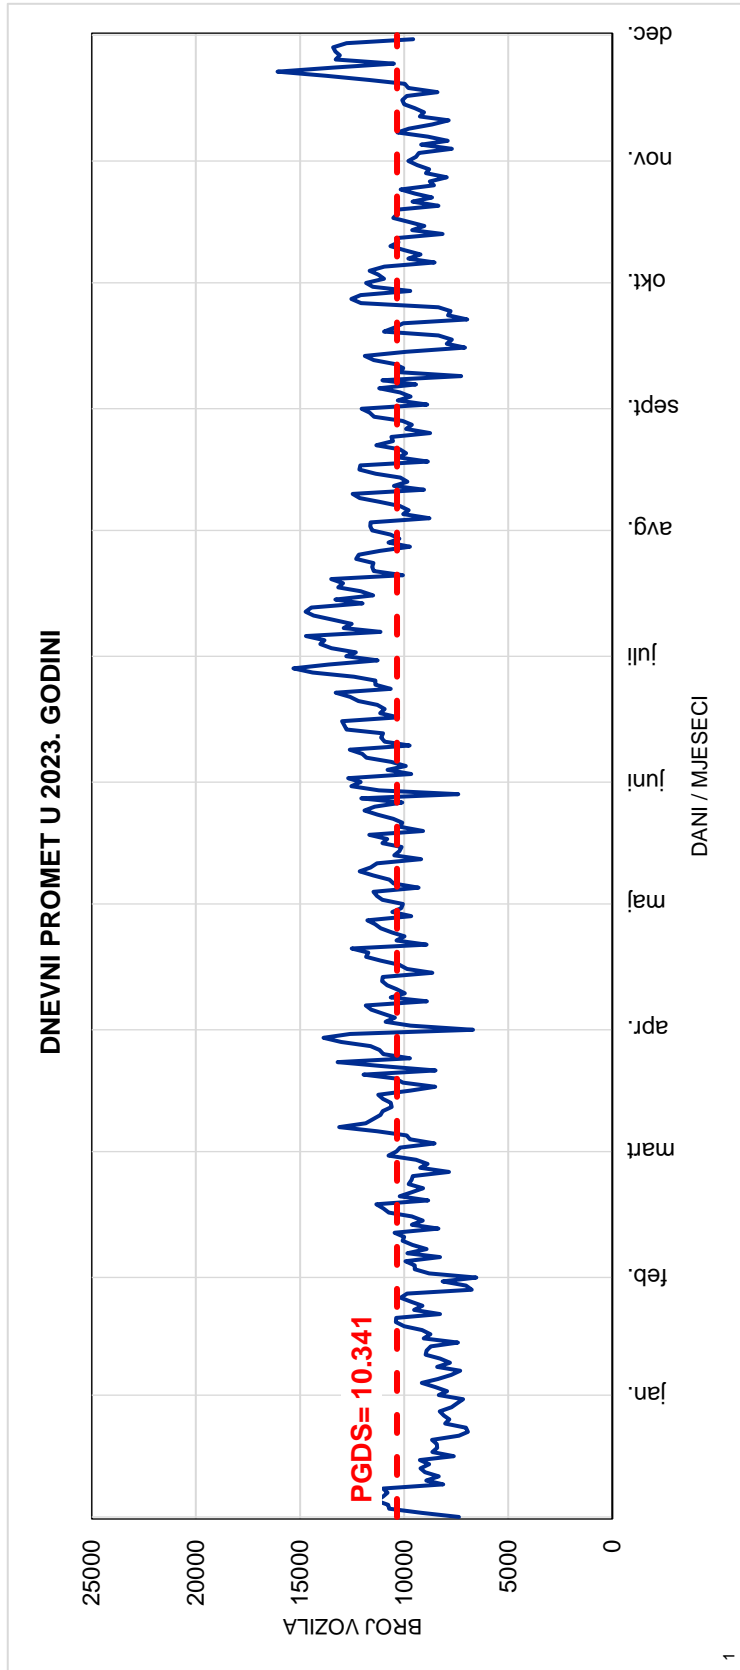 DNEVNI PROMET U 2023. GODINI
25000
20000
15000
10000
5000
0
BROJ VOZILA
PGDS= 10.341
jan.
feb.
mart
apr.
maj
juni
juli
avg.
sept.
okt.
nov.
dec.
DANI / MJESECI
1